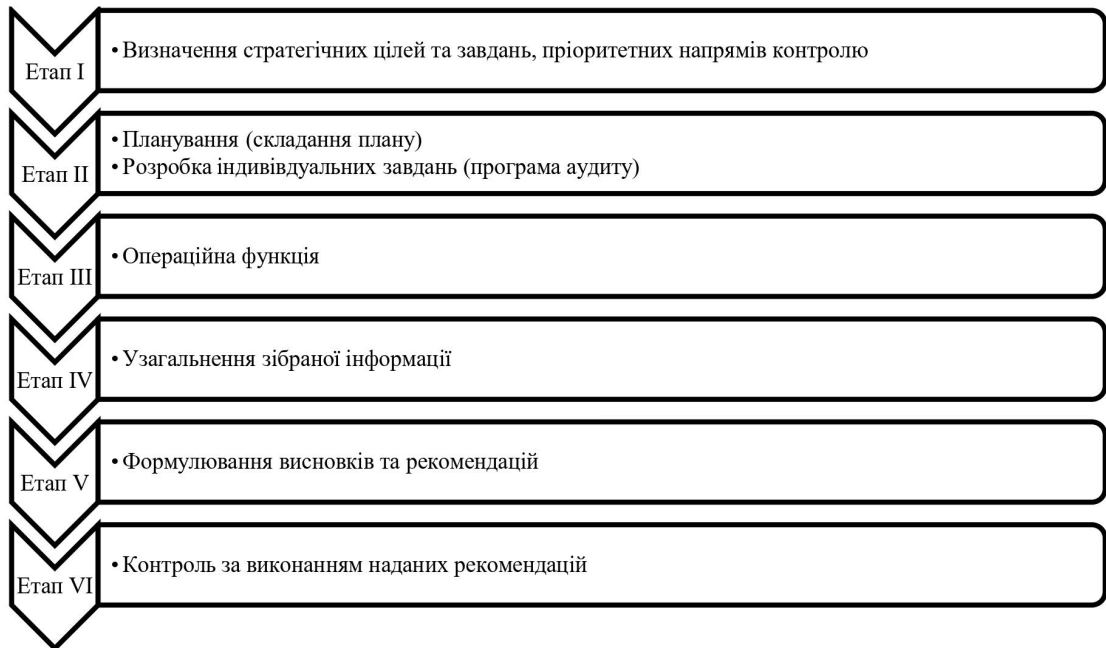 Етап I
• Визначення стратегічних цілей та завдань, пріоритетних напрямів контролю
Етап II
• Планування (складання плану)
• Розробка індивівдуальних завдань (програма аудиту)
Етап III
• Операційна функція
Етап IV
• Узагальнення зібраної інформації
Етап V
• Формулювання висновків та рекомендацій
Етап VI
• Контроль за виконанням наданих рекомендацій